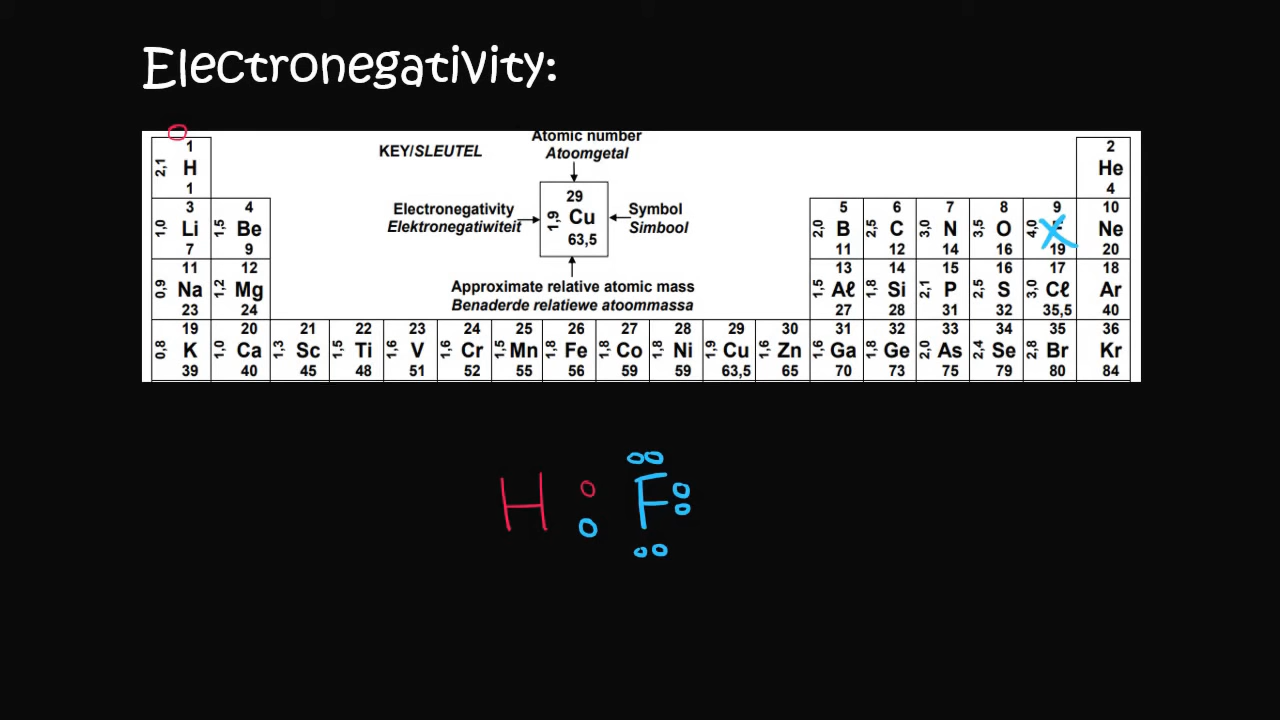 Electronegativity:
KEY/SLEUTEL
Atomic number
Atoomgetal
Electronegativity
Elektronegatiwiteit
29
1,9 Cu
63,5
Symbol
Simbool
Approximate relative atomic mass
Benaderde relatiewe atoommassa
1 2
2,1 H He
1 4
3 4 5 6 7 8 9 10
1,0 Li 1,5 Be 2,0 B 2,5 C 3,0 N 3,5 O 4,0 Ne
7 9 11 12 14 16 19 20
11 12 13 14 15 16 17 18
0,9 Na 1,2 Mg 1,5 Aℓ 1,8 Si 2,1 P 2,5 S 3,0 Cℓ Ar
23 24 27 28 31 32 35,5 40
19 20 21 22 23 24 25 26 27 28 29 30 31 32 33 34 35 36
0,8 K 1,0 Ca 1,3 Sc 1,5 Ti 1,6 V 1,6 Cr 1,5 Mn 1,8 Fe 1,8 Co 1,8 Ni 1,9 Cu 1,6 Zn 1,6 Ga 1,8 Ge 2,0 As 2,4 Se 2,8 Br Kr
39 40 45 48 51 52 55 56 59 59 63,5 65 70 73 75 79 80 84
H F